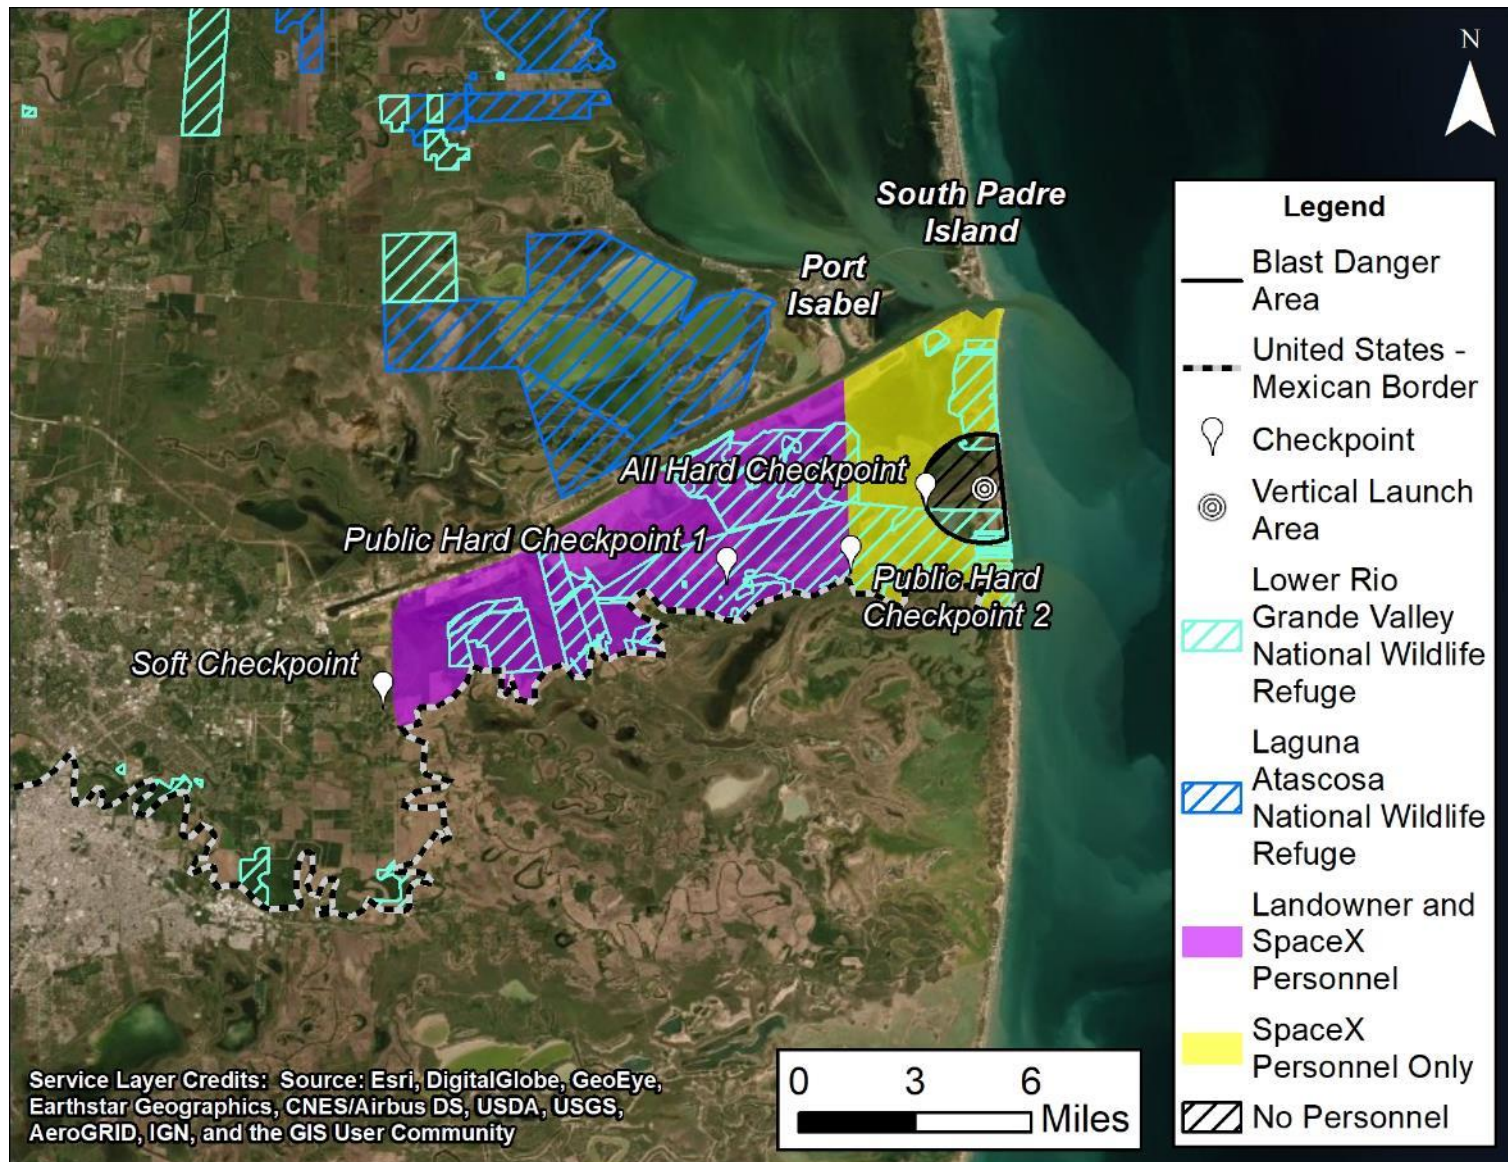 N
South Padre
Island
Port
Isabel
All Hard Checkpoint
Public Hard Checkpoint 1
Public Hard
Checkpoint 2
Soft Checkpoint
Legend
Blast Danger
Area
United States -
Mexican Border
Checkpoint
Vertical Launch
Area
Lower Rio
Grande Valley
National Wildlife
Refuge
Laguna
Atascosa
National Wildlife
Refuge
Landowner and
SpaceX
Personnel
SpaceX
Personnel Only
No Personnel
0 3 6
Miles
Service Layer Credits: Source: Esri, DigitalGlobe, GeoEye,
Earthstar Geographics, CNES/Airbus DS, USDA, USGS,
AeroGRID, IGN, and the GIS User Community